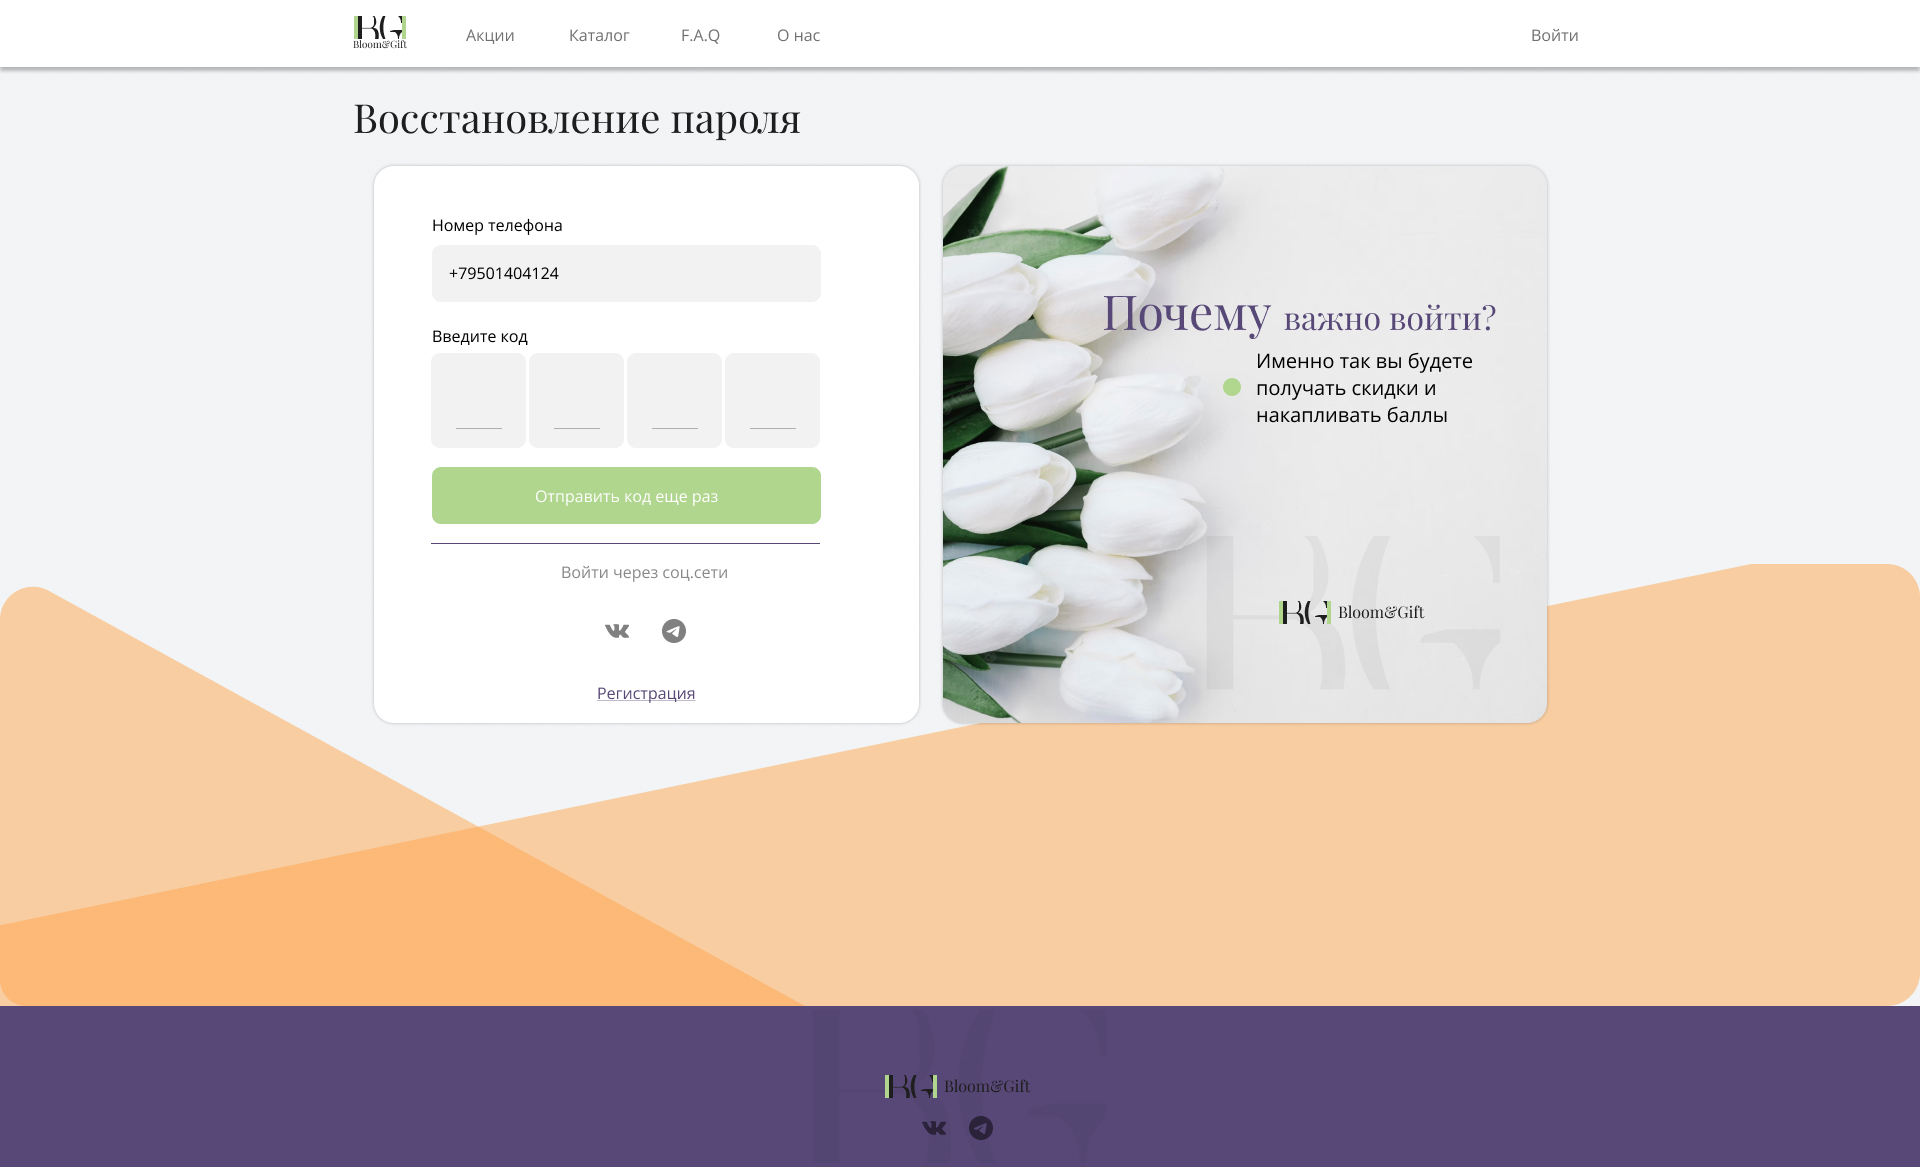 BG
Bloom&Gift
Акции
Каталог
F.A.Q
О нас
Войти
Восстановление пароля
Номер телефона
+79501404124
Введите код
Отправить код еще раз
Войти через соц.сети
Регистрация
Почему важно войти?
Именно так вы будете
получать скидки и
накапливать баллы
BG
BG Bloom&Gift
BG
BG Bloom&Gift